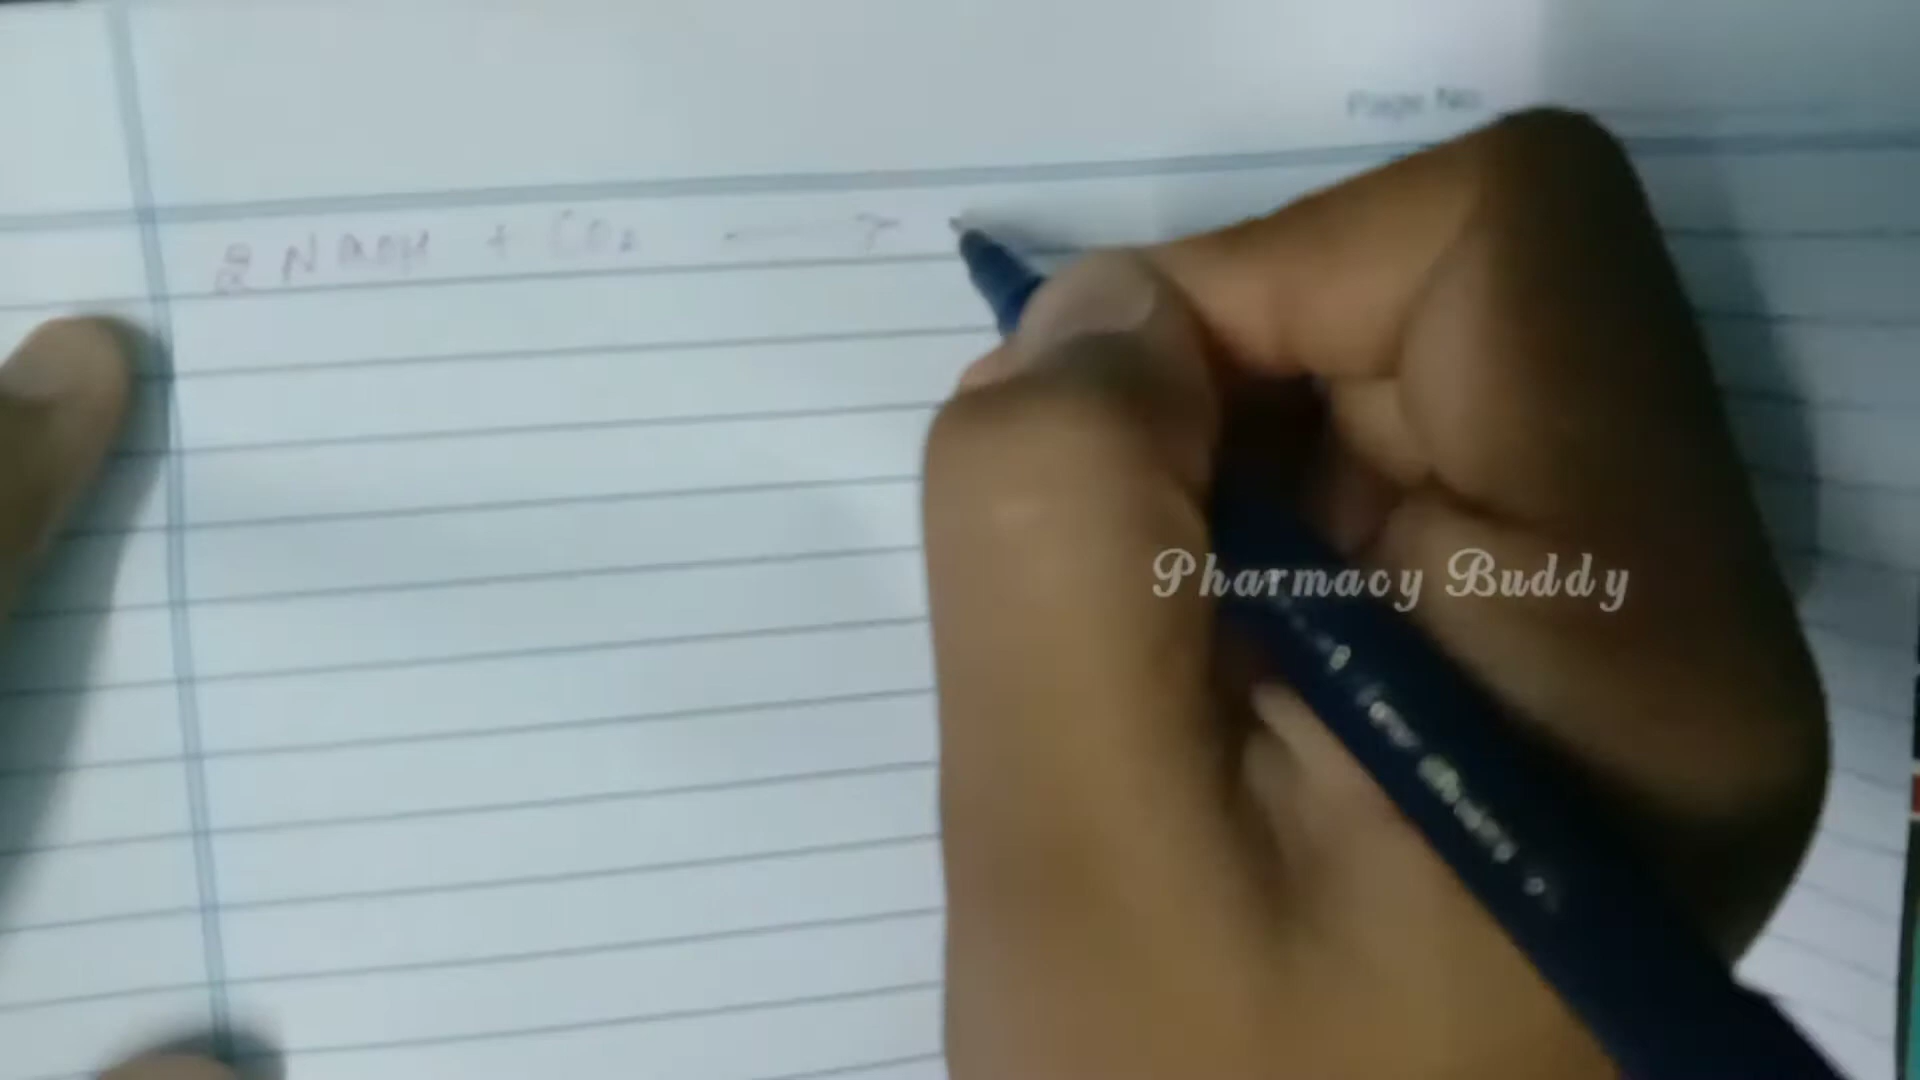 Page No.
2 NaOH + CO₂ ⟶
Pharmacy Buddy